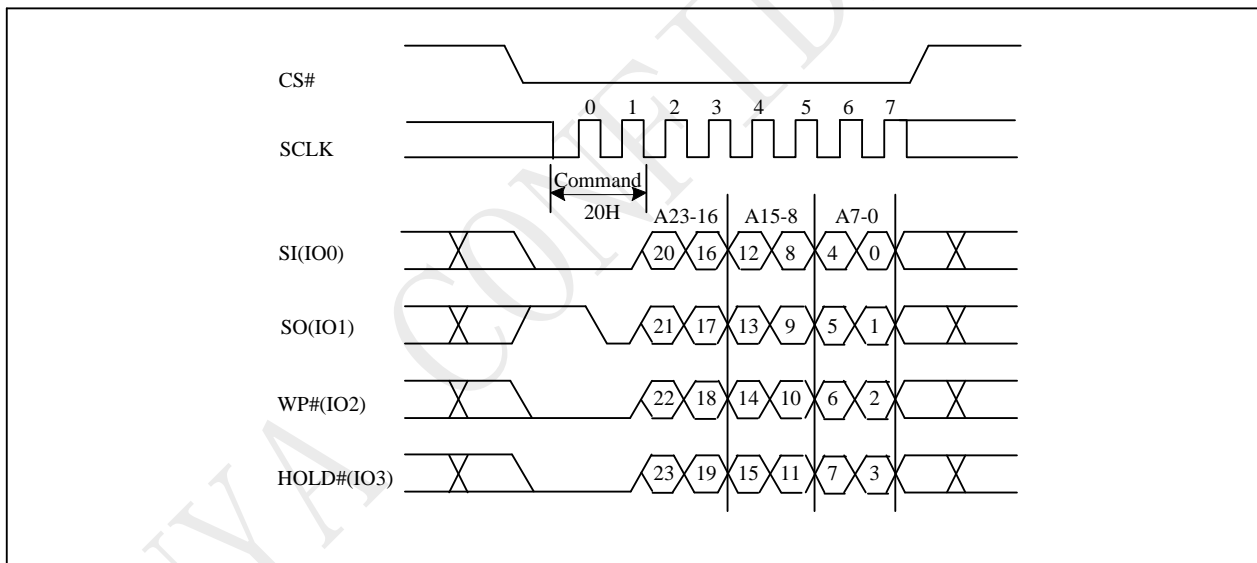 CS#
0 1 2 3 4 5 6 7
SCLK
Command
20H
A23-16 A15-8 A7-0
SI(IO0) 20 16 12 8 4 0
SO(IO1) 21 17 13 9 5 1
WP#(IO2) 22 18 14 10 6 2
HOLD#(IO3) 23 19 15 11 7 3
YA CONFID